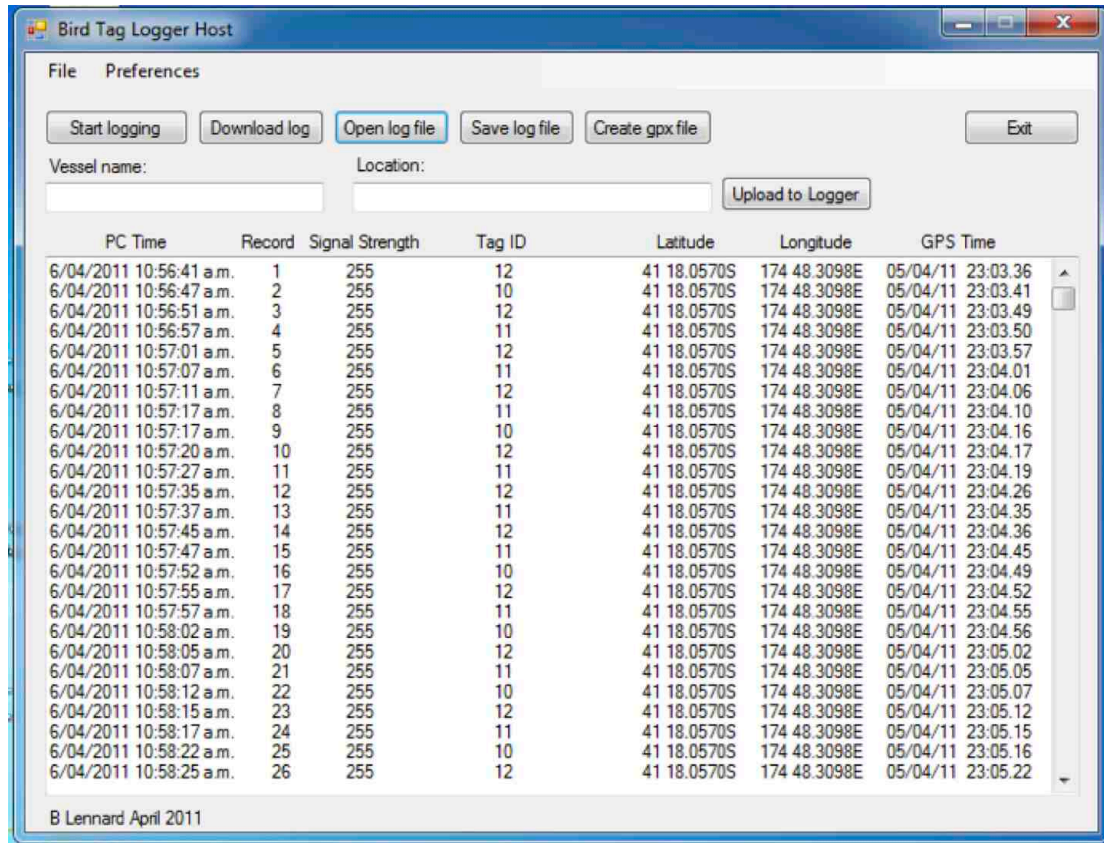 Bird Tag Logger Host
File Preferences
Start logging Download log Open log file Save log file Create gpx file Exit
Vessel name: Location:
Upload to Logger
PC Time Record Signal Strength Tag ID Latitude Longitude GPS Time
6/04/2011 10:56:41 a.m. 1 255 12 41 18.0570S 174 48.3098E 05/04/11 23:03.36
6/04/2011 10:56:47 a.m. 2 255 10 41 18.0570S 174 48.3098E 05/04/11 23:03.41
6/04/2011 10:56:51 a.m. 3 255 12 41 18.0570S 174 48.3098E 05/04/11 23:03.49
6/04/2011 10:56:57 a.m. 4 255 11 41 18.0570S 174 48.3098E 05/04/11 23:03.50
6/04/2011 10:57:01 a.m. 5 255 12 41 18.0570S 174 48.3098E 05/04/11 23:03.57
6/04/2011 10:57:07 a.m. 6 255 11 41 18.0570S 174 48.3098E 05/04/11 23:04.01
6/04/2011 10:57:11 a.m. 7 255 12 41 18.0570S 174 48.3098E 05/04/11 23:04.06
6/04/2011 10:57:17 a.m. 8 255 11 41 18.0570S 174 48.3098E 05/04/11 23:04.10
6/04/2011 10:57:17 a.m. 9 255 10 41 18.0570S 174 48.3098E 05/04/11 23:04.16
6/04/2011 10:57:20 a.m. 10 255 12 41 18.0570S 174 48.3098E 05/04/11 23:04.17
6/04/2011 10:57:27 a.m. 11 255 11 41 18.0570S 174 48.3098E 05/04/11 23:04.19
6/04/2011 10:57:35 a.m. 12 255 12 41 18.0570S 174 48.3098E 05/04/11 23:04.26
6/04/2011 10:57:37 a.m. 13 255 11 41 18.0570S 174 48.3098E 05/04/11 23:04.35
6/04/2011 10:57:45 a.m. 14 255 12 41 18.0570S 174 48.3098E 05/04/11 23:04.36
6/04/2011 10:57:47 a.m. 15 255 11 41 18.0570S 174 48.3098E 05/04/11 23:04.45
6/04/2011 10:57:52 a.m. 16 255 10 41 18.0570S 174 48.3098E 05/04/11 23:04.49
6/04/2011 10:57:55 a.m. 17 255 12 41 18.0570S 174 48.3098E 05/04/11 23:04.52
6/04/2011 10:57:57 a.m. 18 255 11 41 18.0570S 174 48.3098E 05/04/11 23:04.55
6/04/2011 10:58:02 a.m. 19 255 10 41 18.0570S 174 48.3098E 05/04/11 23:04.56
6/04/2011 10:58:05 a.m. 20 255 12 41 18.0570S 174 48.3098E 05/04/11 23:05.02
6/04/2011 10:58:07 a.m. 21 255 11 41 18.0570S 174 48.3098E 05/04/11 23:05.05
6/04/2011 10:58:12 a.m. 22 255 10 41 18.0570S 174 48.3098E 05/04/11 23:05.07
6/04/2011 10:58:15 a.m. 23 255 12 41 18.0570S 174 48.3098E 05/04/11 23:05.12
6/04/2011 10:58:17 a.m. 24 255 11 41 18.0570S 174 48.3098E 05/04/11 23:05.15
6/04/2011 10:58:22 a.m. 25 255 10 41 18.0570S 174 48.3098E 05/04/11 23:05.16
6/04/2011 10:58:25 a.m. 26 255 12 41 18.0570S 174 48.3098E 05/04/11 23:05.22
B Lennard April 2011